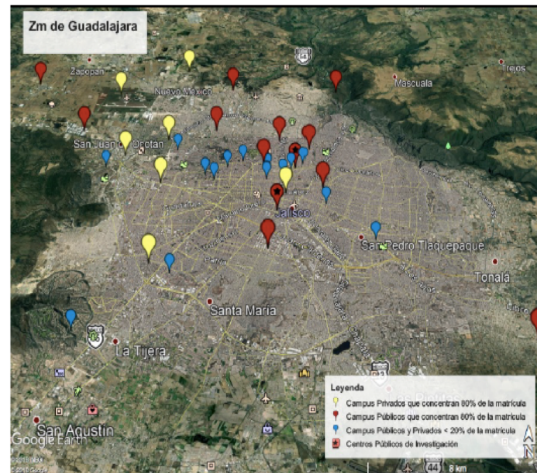 Zm de Guadalajara
Zapopan
Nuevo México
Mascuala
Trejos
San Juan de Ocotán
Jalisco
San Pedro Tlaquepaque
Tonalá
Santa María
La Tijera
San Agustín
Leyenda
Campus Privados que concentran 80% de la matrícula
Campus Públicos que concentran 80% de la matrícula
Campus Públicos y Privados < 20% de la matrícula
Centros Públicos de Investigación
Google Earth
N
44
8 km